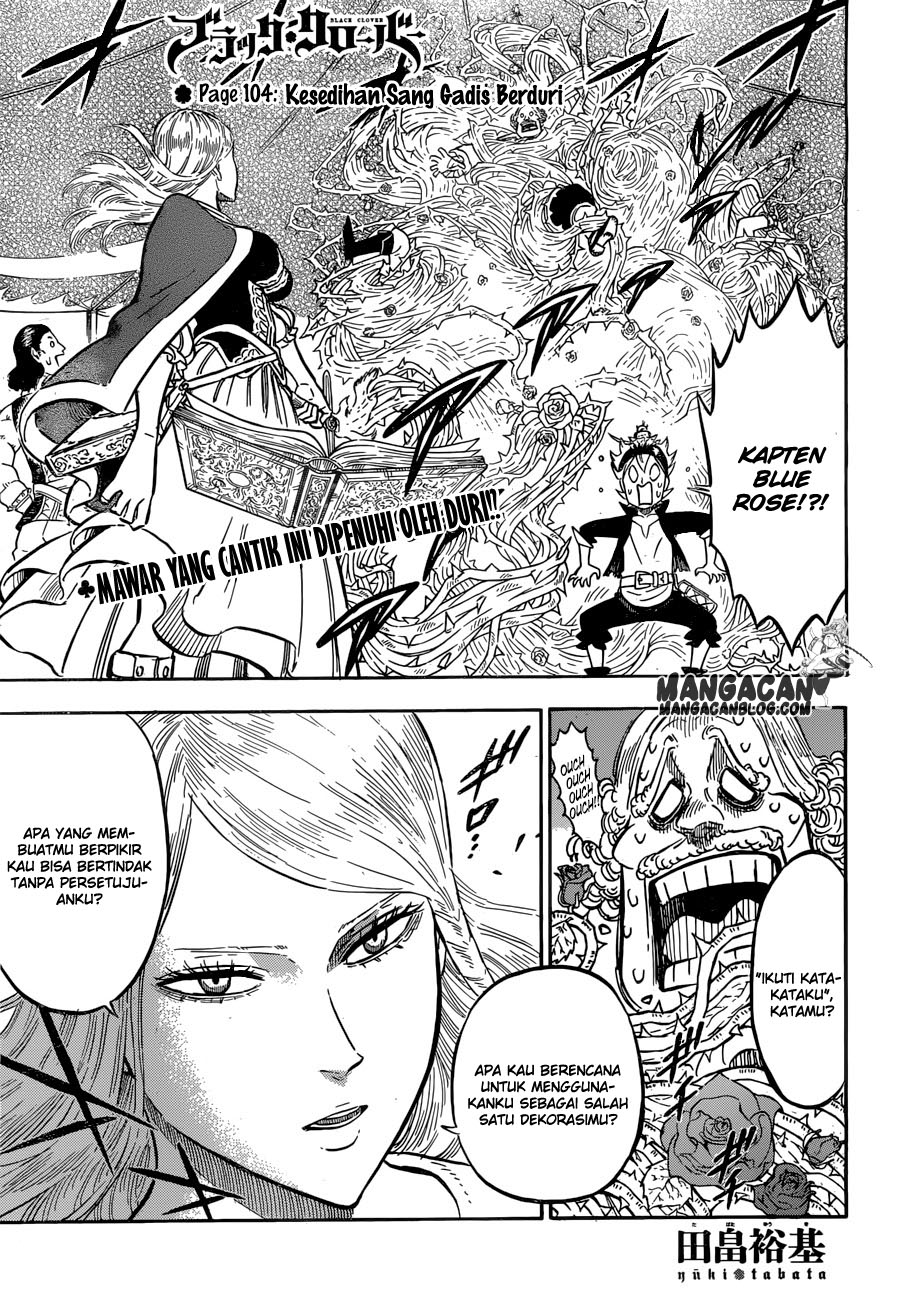 ブラッククローバー
BLACK CLOVER
Page 104: Kesedihan Sang Gadis Berduri
KAPTEN
BLUE
ROSE!?!
MAWAR YANG CANTIK INI DIPENUHI OLEH DURI!?
MANGACAN
MANGACANBLOG.COM
OUCH
OUCH
OUCH
OUCH!!
"IKUTI KATA-
KATAKU",
KATAMU?
APA YANG MEM-
BUATMU BERPIKIR
KAU BISA BERTINDAK
TANPA PERSETUJU-
ANKU?
APA KAU BERENCANA
UNTUK MENGGUNA-
KANKU SEBAGAI SALAH
SATU DEKORASIMU?
田畠裕基
yūki tabata